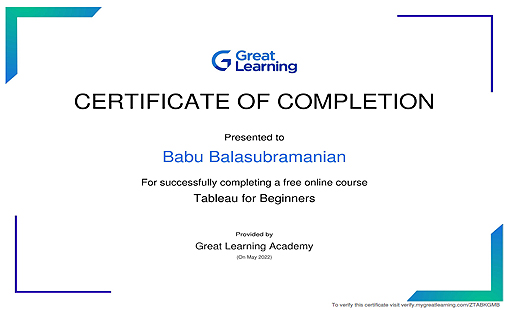 Great
Learning
CERTIFICATE OF COMPLETION
Presented to
Babu Balasubramanian
For successfully completing a free online course
Tableau for Beginners
Provided by
Great Learning Academy
(On May 2022)
To verify this certificate visit verify.mygreatlearning.com/ZTABKGMB